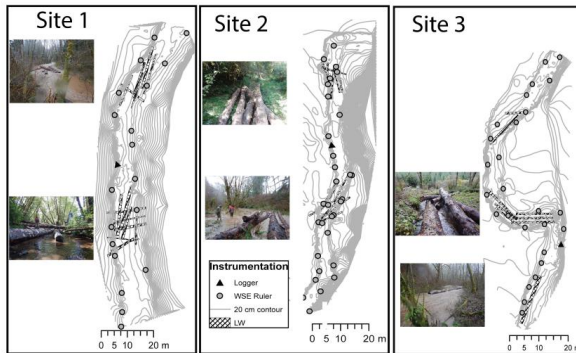 Site 1
0 5 10 20 m
Site 2
Instrumentation
Logger
WSE Ruler
20 cm contour
LW
0 5 10 20 m
Site 3
0 5 10 20 m